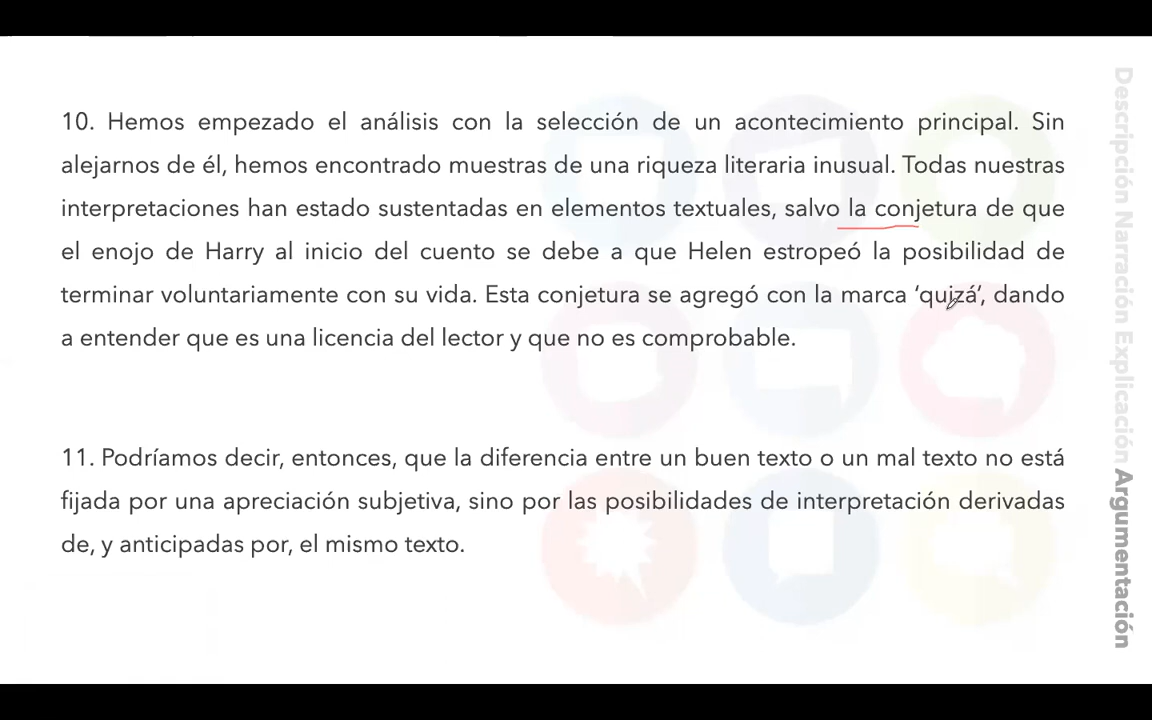 10. Hemos empezado el análisis con la selección de un acontecimiento principal. Sin
alejarnos de él, hemos encontrado muestras de una riqueza literaria inusual. Todas nuestras
interpretaciones han estado sustentadas en elementos textuales, salvo la conjetura de que
el enojo de Harry al inicio del cuento se debe a que Helen estropeó la posibilidad de
terminar voluntariamente con su vida. Esta conjetura se agregó con la marca ‘quizá’, dando
a entender que es una licencia del lector y que no es comprobable.
11. Podríamos decir, entonces, que la diferencia entre un buen texto o un mal texto no está
fijada por una apreciación subjetiva, sino por las posibilidades de interpretación derivadas
de, y anticipadas por, el mismo texto.
Descripción Narración Explicación Argumentación